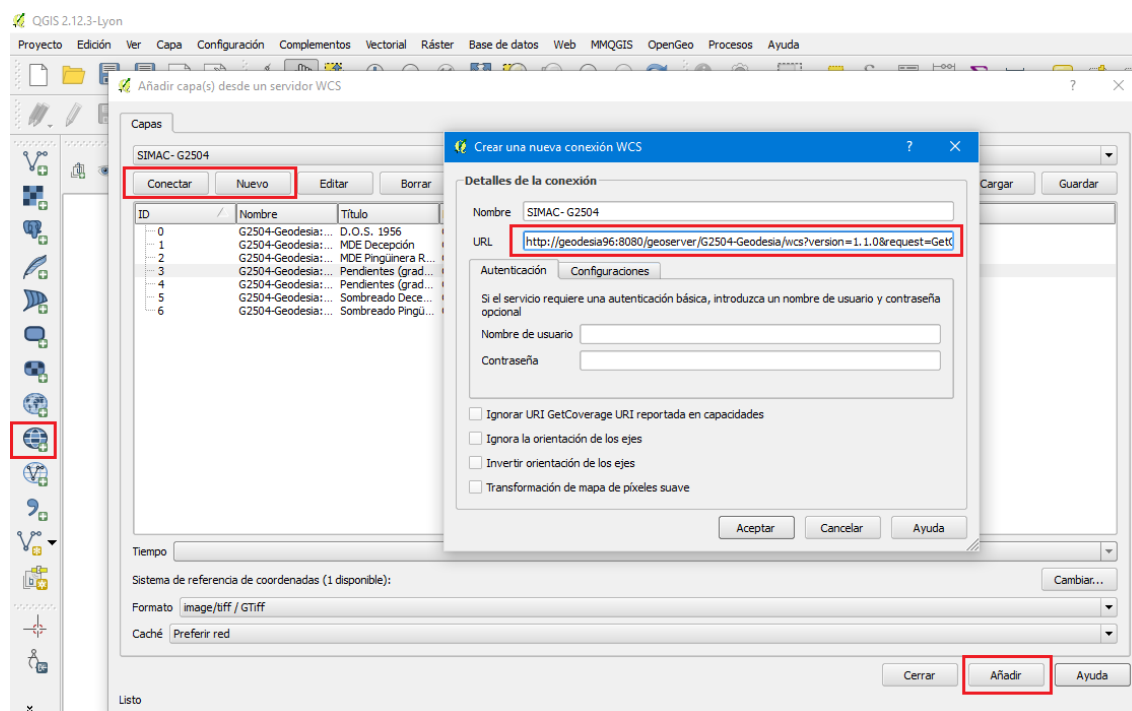 QGIS 2.12.3-Lyon
Proyecto Edición Ver Capa Configuración Complementos Vectorial Ráster Base de datos Web MMQGIS OpenGeo Procesos Ayuda
Añadir capa(s) desde un servidor WCS ? ×
Capas
SIMAC- G2504
Conectar Nuevo Editar Borrar Cargar Guardar
ID Nombre Título
0 G2504-Geodesia:... D.O.S. 1956
1 G2504-Geodesia:... MDE Decepción
2 G2504-Geodesia:... MDE Pingüinera R...
3 G2504-Geodesia:... Pendientes (grad...
4 G2504-Geodesia:... Pendientes (grad...
5 G2504-Geodesia:... Sombreado Dece...
6 G2504-Geodesia:... Sombreado Pingü...
Crear una nueva conexión WCS ? ×
Detalles de la conexión
Nombre SIMAC- G2504
URL http://geodesia96:8080/geoserver/G2504-Geodesia/wcs?version=1.1.0&request=Get
Autenticación Configuraciones
Si el servicio requiere una autenticación básica, introduzca un nombre de usuario y contraseña
opcional
Nombre de usuario
Contraseña
Ignorar URI GetCoverage URI reportada en capacidades
Ignora la orientación de los ejes
Invertir orientación de los ejes
Transformación de mapa de píxeles suave
Aceptar Cancelar Ayuda
Tiempo
Sistema de referencia de coordenadas (1 disponible):
Cambiar...
Formato image/tiff / GTiff
Caché Preferir red
Cerrar Añadir Ayuda
Listo